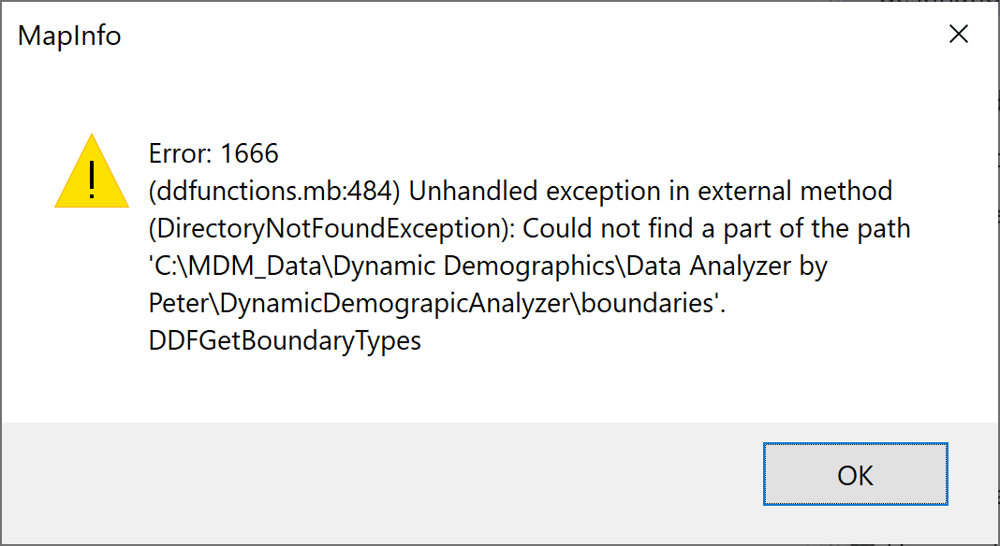 MapInfo
Error: 1666
(ddfunctions.mb:484) Unhandled exception in external method
(DirectoryNotFoundException): Could not find a part of the path
'C:\MDM_Data\Dynamic Demographics\Data Analyzer by
Peter\DynamicDemograpicAnalyzer\boundaries'.
DDFGetBoundaryTypes
OK